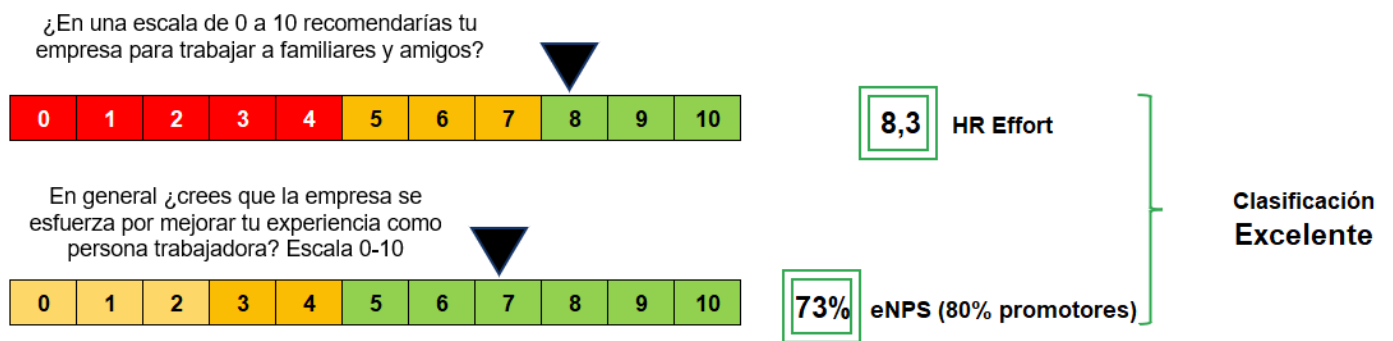 ¿En una escala de 0 a 10 recomendarías tu
empresa para trabajar a familiares y amigos?
0 1 2 3 4 5 6 7 8 9 10
8,3 HR Effort
En general ¿crees que la empresa se
esfuerza por mejorar tu experiencia como
persona trabajadora? Escala 0-10
0 1 2 3 4 5 6 7 8 9 10
73% eNPS (80% promotores)
Clasificación
Excelente